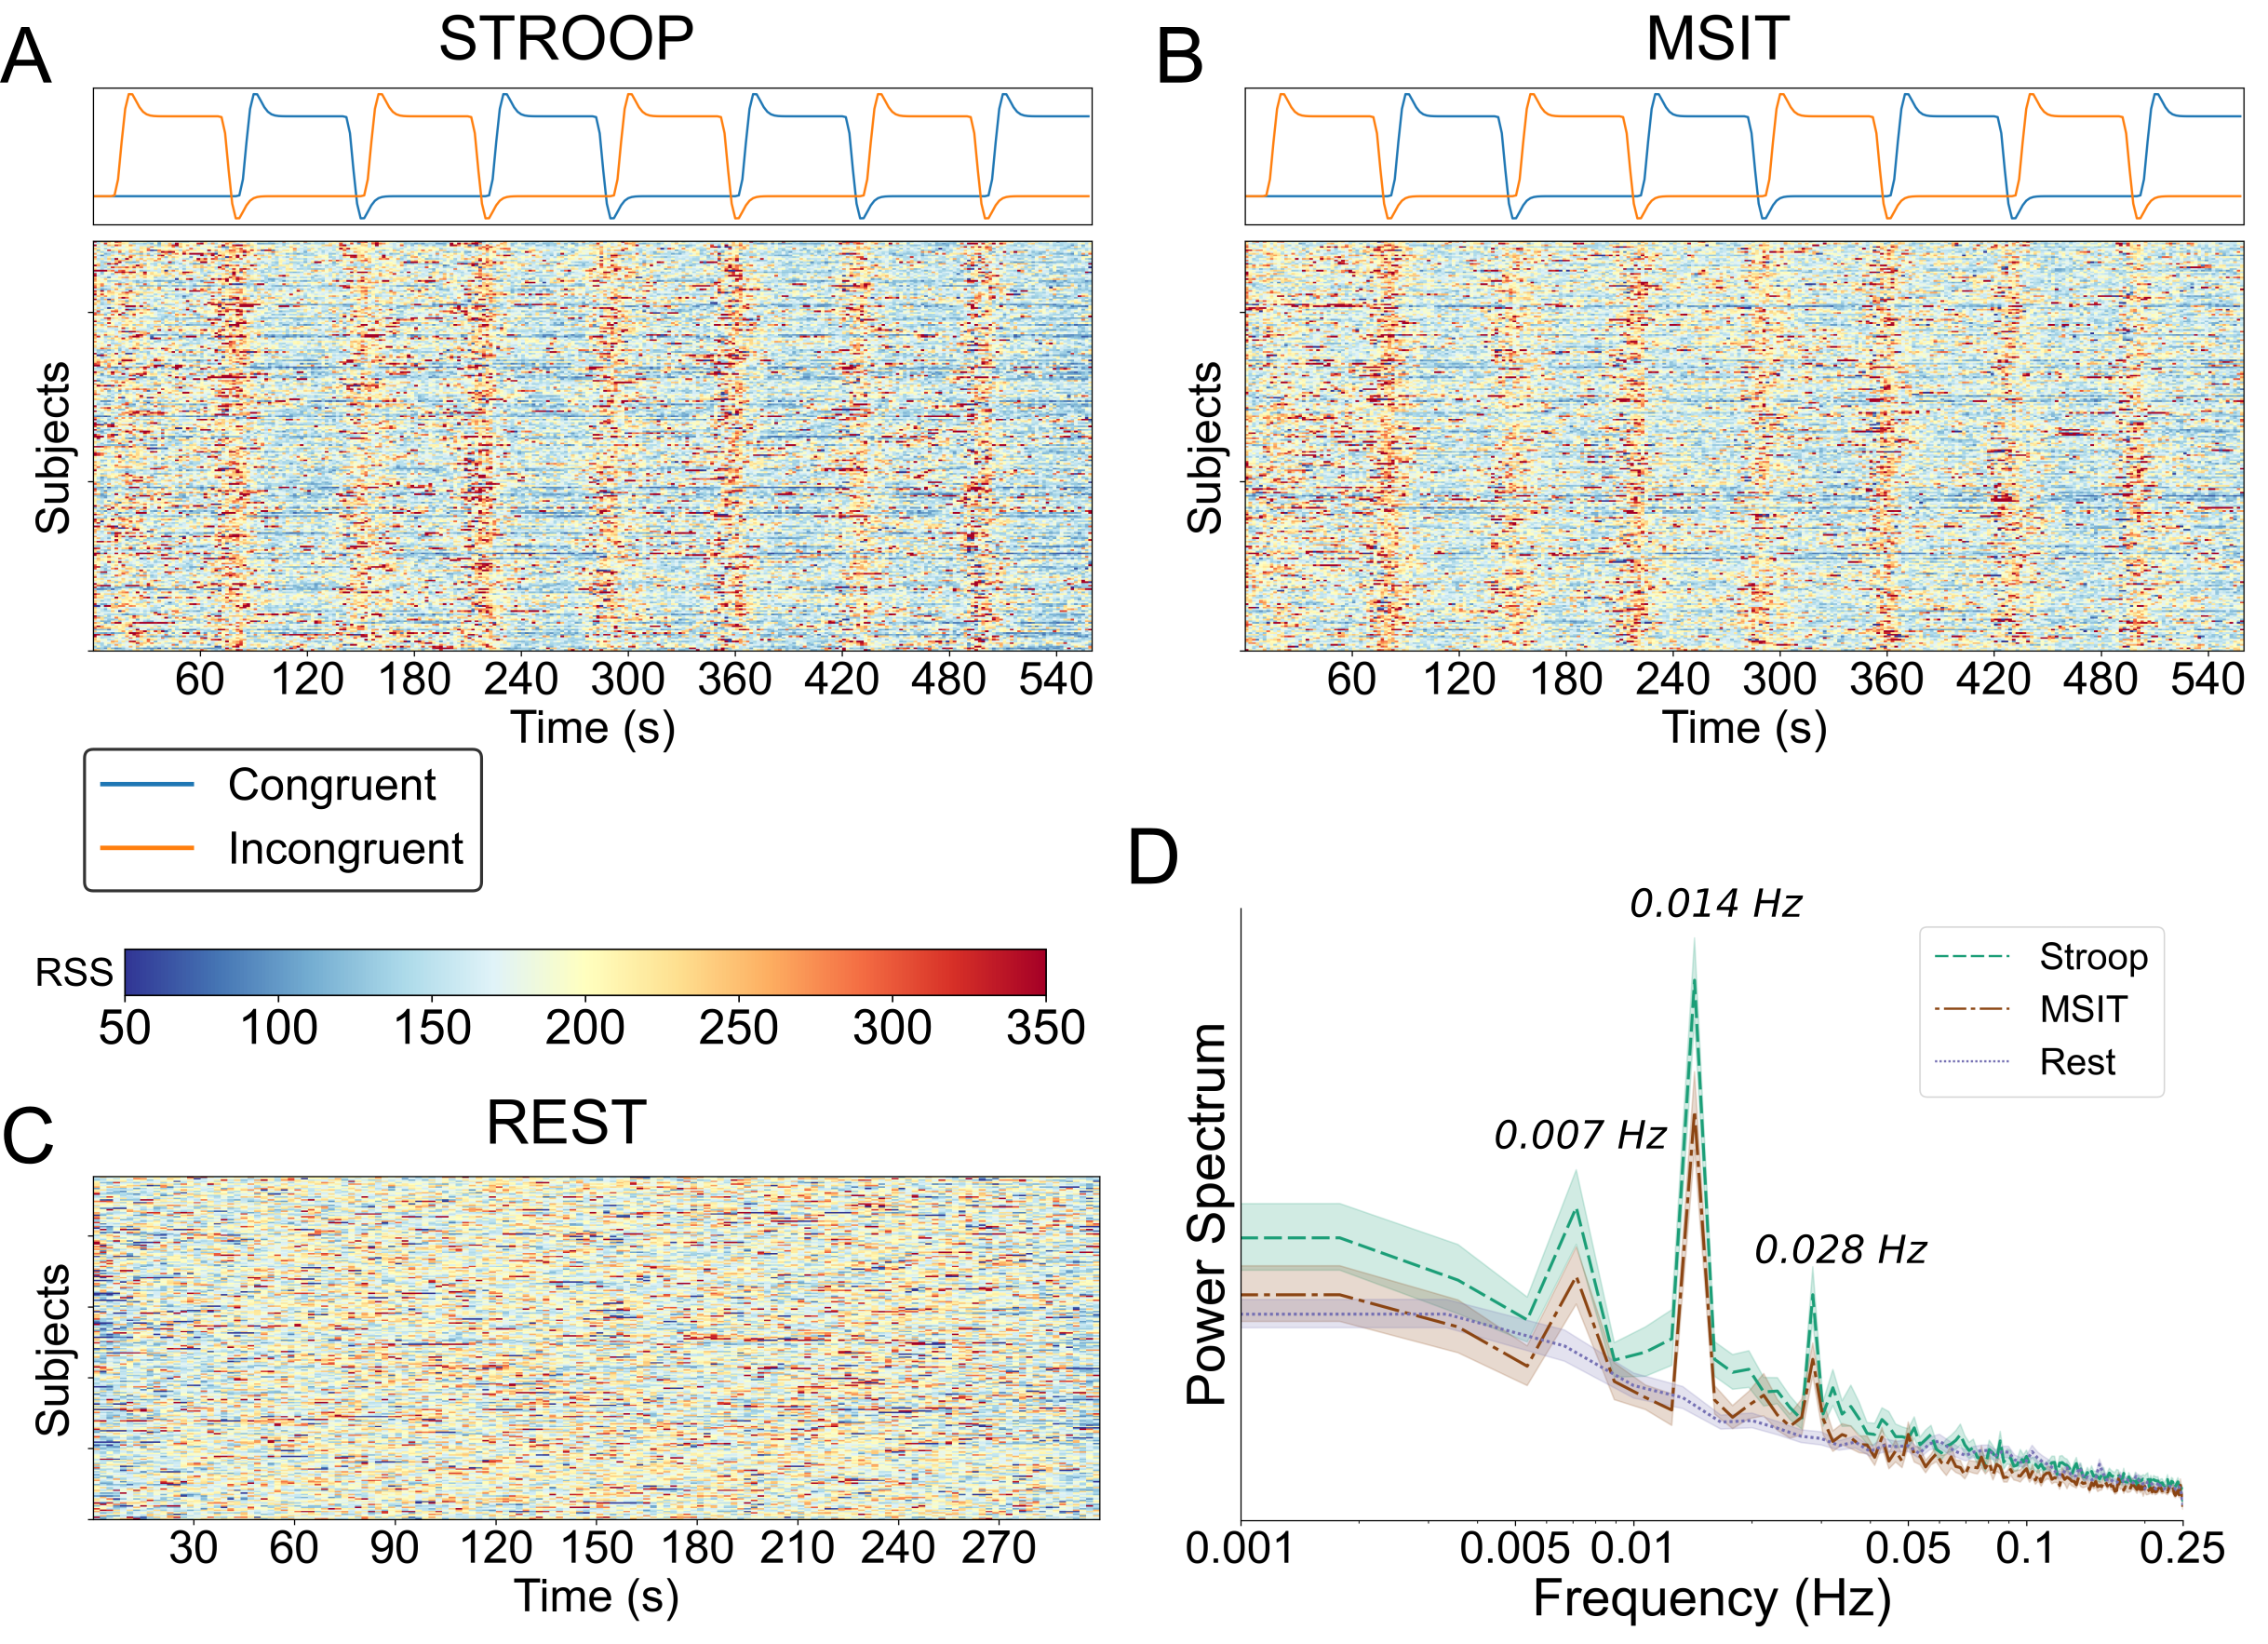 A
STROOP
Subjects
60 120 180 240 300 360 420 480 540
Time (s)
B
MSIT
Subjects
60 120 180 240 300 360 420 480 540
Time (s)
Congruent
Incongruent
RSS
50 100 150 200 250 300 350
C
REST
Subjects
30 60 90 120 150 180 210 240 270
Time (s)
D
0.014 Hz
0.007 Hz
0.028 Hz
Stroop
MSIT
Rest
Power Spectrum
0.001 0.005 0.01 0.05 0.1 0.25
Frequency (Hz)